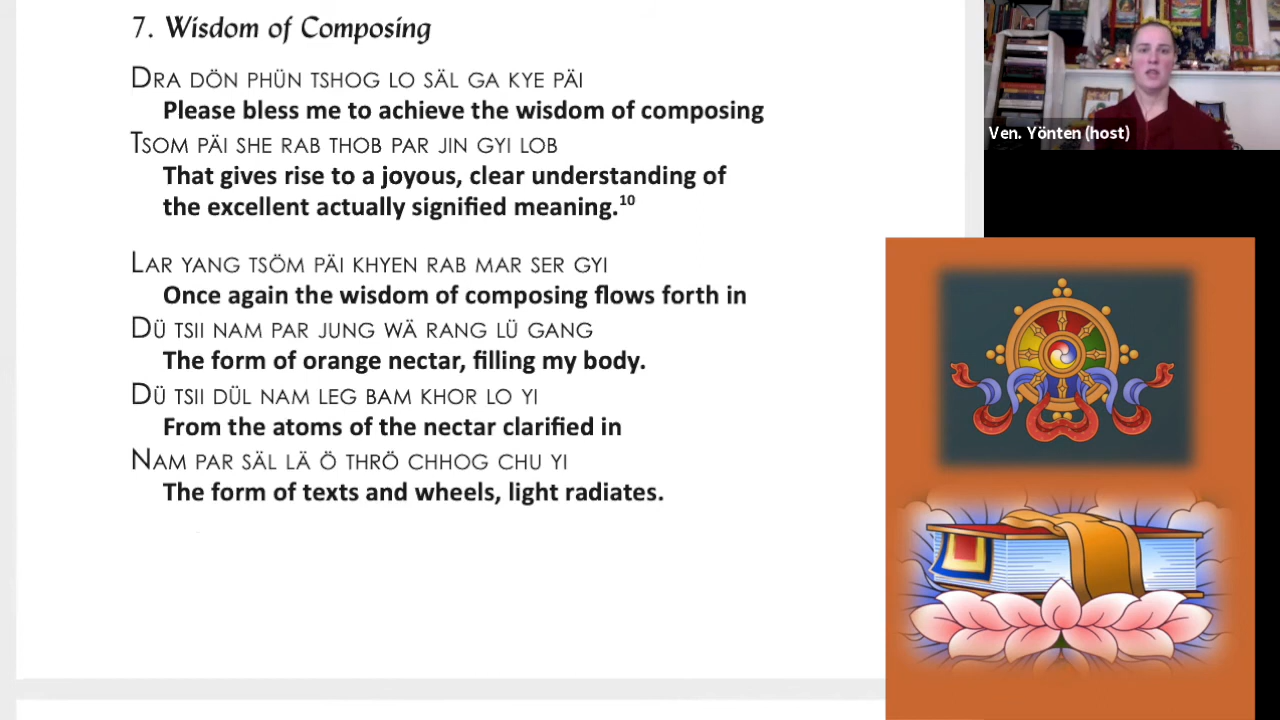 7. Wisdom of Composing
DRA DÖN PHÜN TSHOG LO SÄL GA KYE PÄI
Please bless me to achieve the wisdom of composing
TSOM PÄI SHE RAB THOB PAR JIN GYI LOB
That gives rise to a joyous, clear understanding of
the excellent actually signified meaning.¹⁰
LAR YANG TSÖM PÄI KHYEN RAB MAR SER GYI
Once again the wisdom of composing flows forth in
DÜ TSII NAM PAR JUNG WÄ RANG LÜ GANG
The form of orange nectar, filling my body.
DÜ TSII DÜL NAM LEG BAM KHOR LO YI
From the atoms of the nectar clarified in
NAM PAR SÄL LÄ Ö THRÖ CHHOG CHU YI
The form of texts and wheels, light radiates.
Ven. Yönten (host)